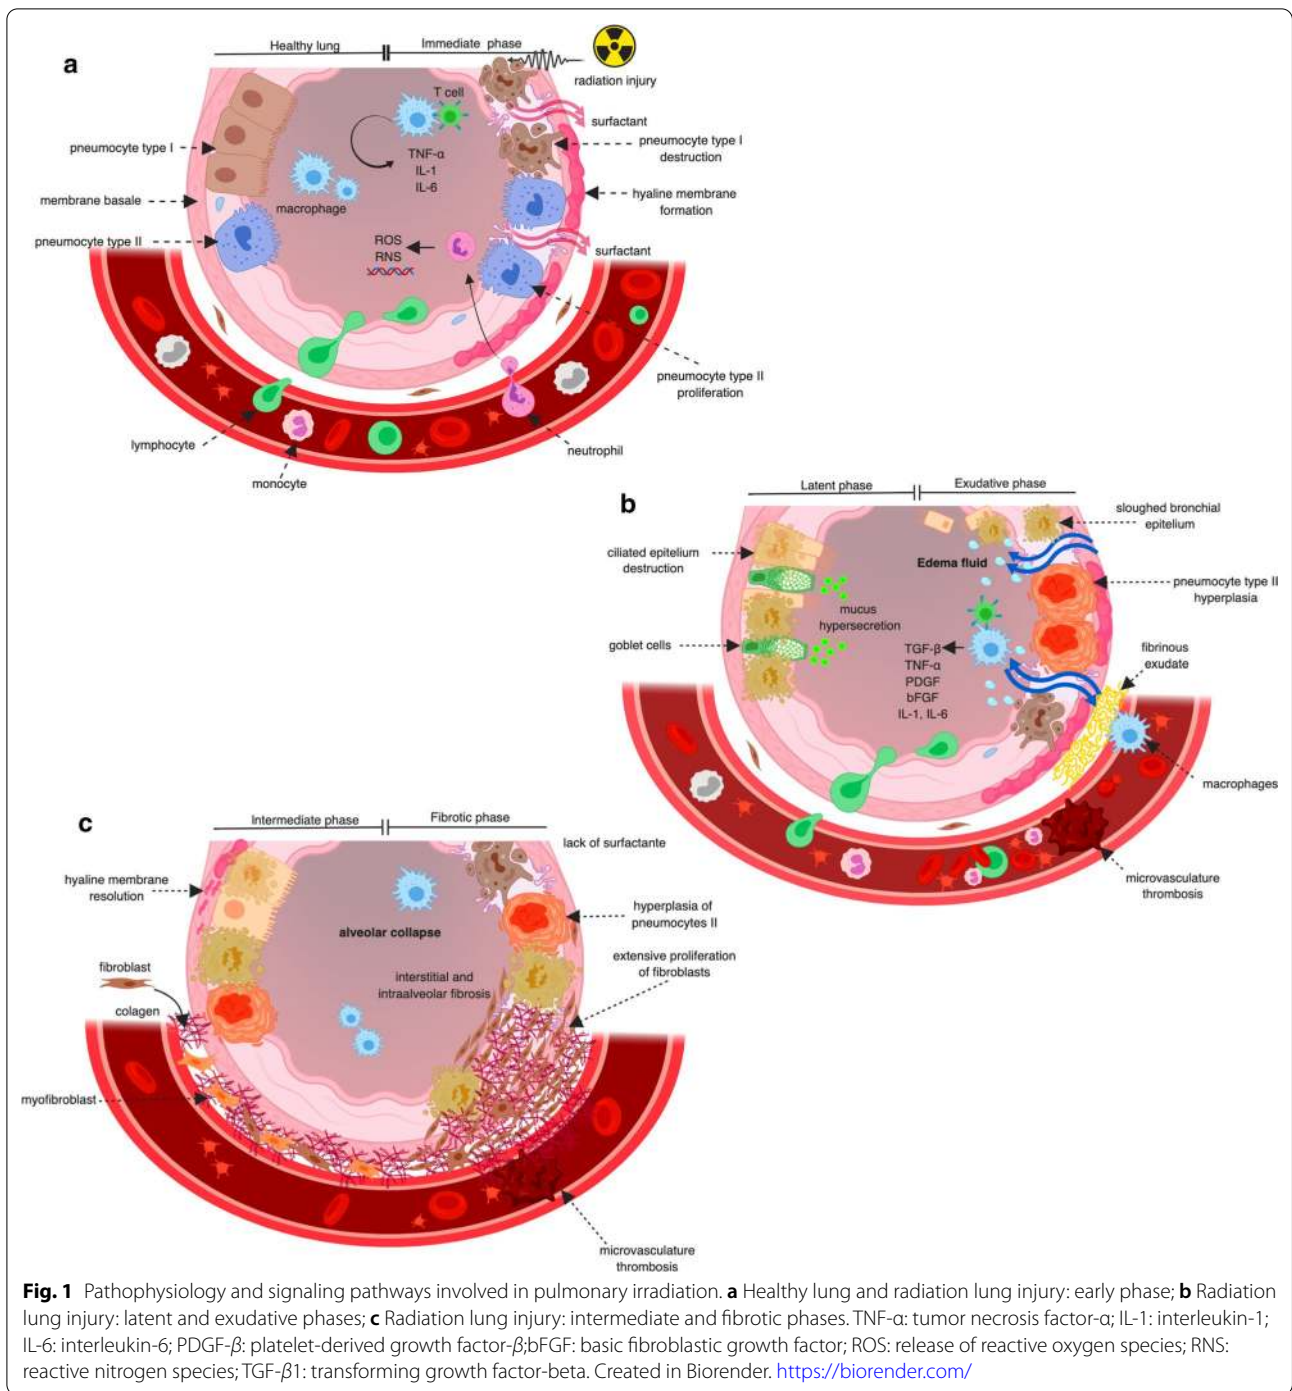 a
Healthy lung
Immediate phase
radiation injury
T cell
surfactant
pneumocyte type I
destruction
TNF-α
IL-1
IL-6
pneumocyte type I
hyaline membrane
formation
membrane basale
macrophage
pneumocyte type II
ROS
RNS
surfactant
pneumocyte type II
proliferation
lymphocyte
neutrophil
monocyte
b
Latent phase
Exudative phase
sloughed bronchial
epitelium
ciliated epitelium
destruction
Edema fluid
pneumocyte type II
hyperplasia
mucus
hypersecretion
goblet cells
TGF-β
TNF-α
PDGF
bFGF
IL-1, IL-6
fibrinous
exudate
macrophages
microvasculature
thrombosis
c
Intermediate phase
Fibrotic phase
lack of surfactante
hyaline membrane
resolution
hyperplasia of
pneumocytes II
alveolar collapse
extensive proliferation
of fibroblasts
fibroblast
interstitial and
intraalveolar fibrosis
colagen
myofibroblast
microvasculature
thrombosis
Fig. 1 Pathophysiology and signaling pathways involved in pulmonary irradiation. a Healthy lung and radiation lung injury: early phase; b Radiation
lung injury: latent and exudative phases; c Radiation lung injury: intermediate and fibrotic phases. TNF-α: tumor necrosis factor-α; IL-1: interleukin-1;
IL-6: interleukin-6; PDGF-β: platelet-derived growth factor-β;bFGF: basic fibroblastic growth factor; ROS: release of reactive oxygen species; RNS:
reactive nitrogen species; TGF-β1: transforming growth factor-beta. Created in Biorender. https://biorender.com/